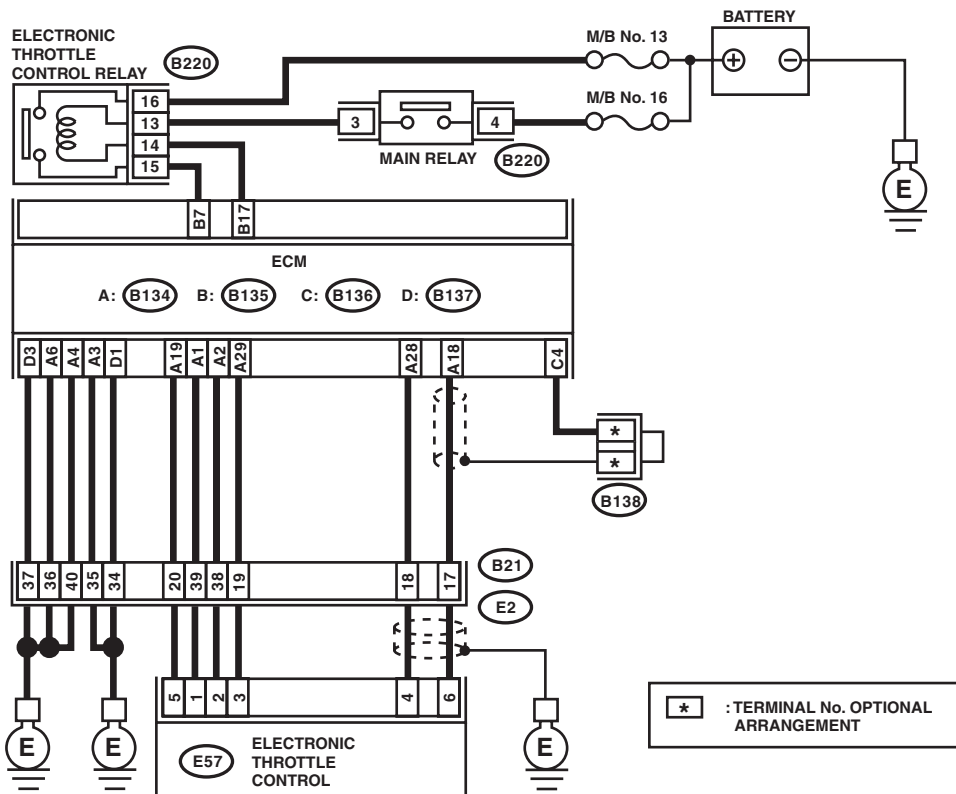 BATTERY
ELECTRONIC
THROTTLE
CONTROL RELAY
B220
M/B No. 13
+ −
16
13
14
15
3
4
M/B No. 16
MAIN RELAY
B220
E
B7 B17
ECM
A: B134 B: B135 C: B136 D: B137
D3 A6 A4 A3 D1 A19 A1 A2 A29 A28 A18 C4
*
*
B138
37 36 40 35 34 20 39 38 19 18 17
B21
E2
5 1 2 3 4 6
E E E
E57
ELECTRONIC
THROTTLE
CONTROL
* : TERMINAL No. OPTIONAL
ARRANGEMENT